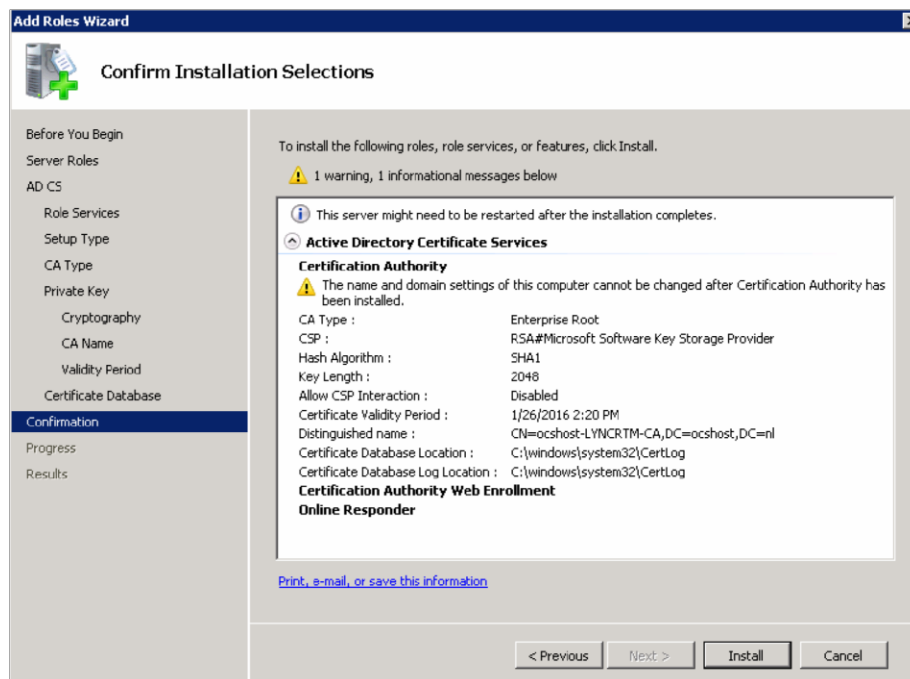 Add Roles Wizard
Confirm Installation Selections
Before You Begin
Server Roles
AD CS
Role Services
Setup Type
CA Type
Private Key
Cryptography
CA Name
Validity Period
Certificate Database
Confirmation
Progress
Results
To install the following roles, role services, or features, click Install.
1 warning, 1 informational messages below
This server might need to be restarted after the installation completes.
Active Directory Certificate Services
Certification Authority
The name and domain settings of this computer cannot be changed after Certification Authority has
been installed.
CA Type : Enterprise Root
CSP : RSA#Microsoft Software Key Storage Provider
Hash Algorithm : SHA1
Key Length : 2048
Allow CSP Interaction : Disabled
Certificate Validity Period : 1/26/2016 2:20 PM
Distinguished name : CN=ocshost-LYNCRTM-CA,DC=ocshost,DC=nl
Certificate Database Location : C:\windows\system32\CertLog
Certificate Database Log Location : C:\windows\system32\CertLog
Certification Authority Web Enrollment
Online Responder
Print, e-mail, or save this information
< Previous Next > Install Cancel